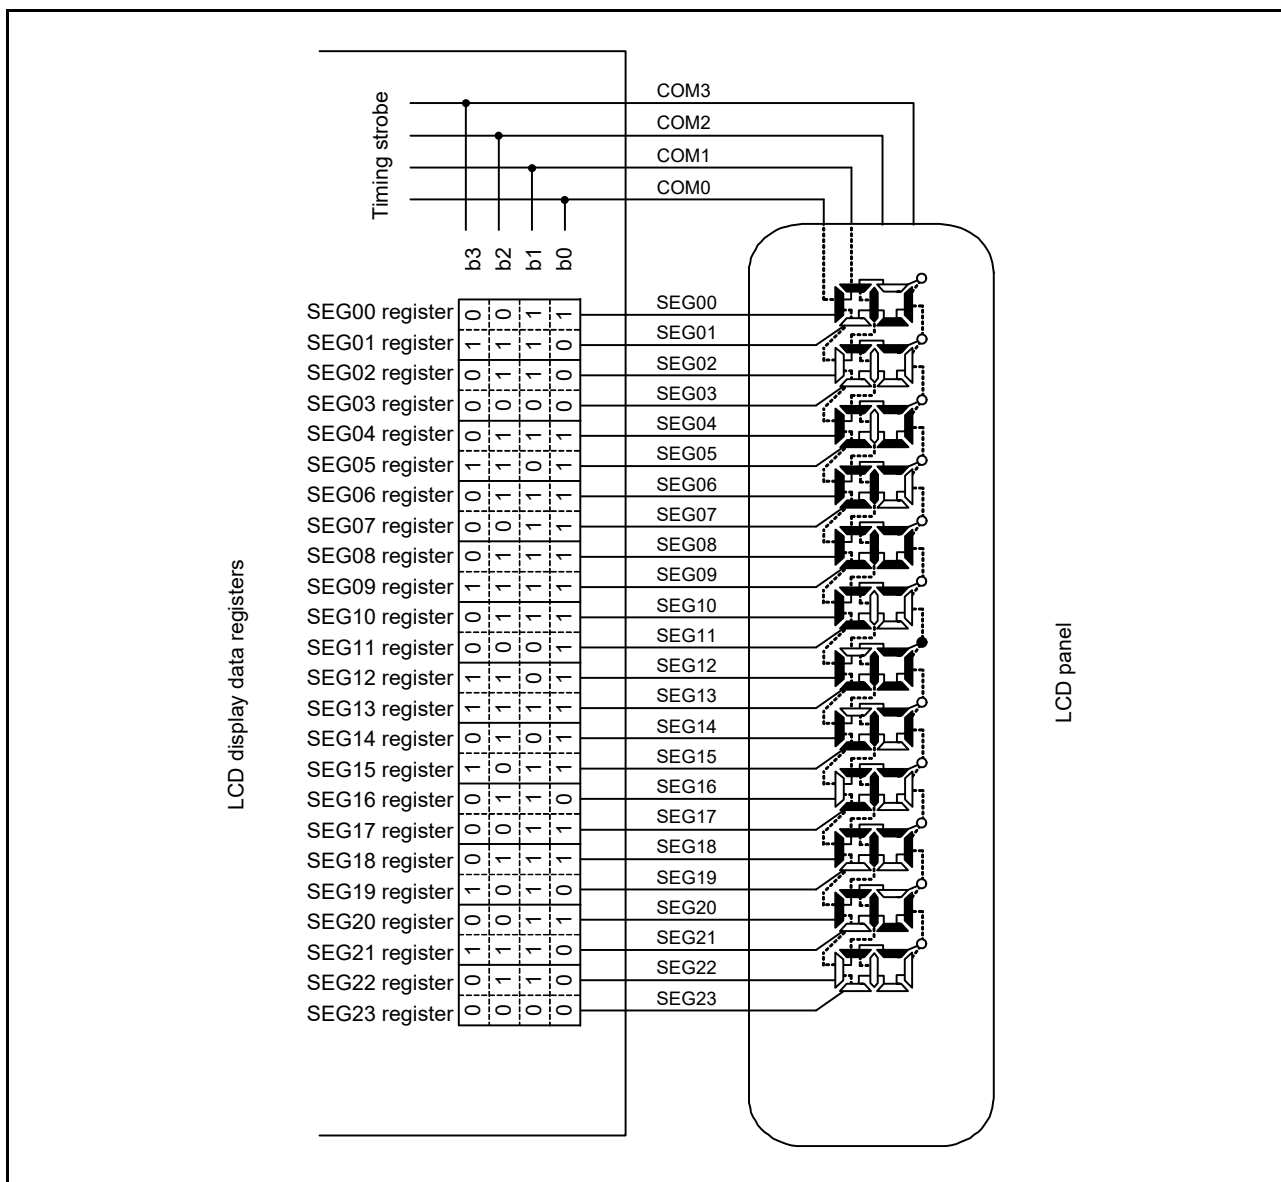 Timing strobe
COM3
COM2
COM1
COM0
b3 b2 b1 b0
SEG00 register 0 0 1 1 SEG00
SEG01 register 1 1 1 0 SEG01
SEG02 register 0 1 1 0 SEG02
SEG03 register 0 0 0 0 SEG03
SEG04 register 0 1 1 1 SEG04
SEG05 register 1 1 0 1 SEG05
SEG06 register 0 1 1 1 SEG06
SEG07 register 0 0 1 1 SEG07
SEG08 register 0 1 1 1 SEG08
SEG09 register 1 1 1 1 SEG09
SEG10 register 0 1 1 1 SEG10
SEG11 register 0 0 0 1 SEG11
SEG12 register 1 1 0 1 SEG12
SEG13 register 1 1 1 1 SEG13
SEG14 register 0 1 0 1 SEG14
SEG15 register 1 0 1 1 SEG15
SEG16 register 0 1 1 0 SEG16
SEG17 register 0 0 1 1 SEG17
SEG18 register 0 1 1 1 SEG18
SEG19 register 1 0 1 0 SEG19
SEG20 register 0 0 1 1 SEG20
SEG21 register 1 1 1 0 SEG21
SEG22 register 0 1 1 0 SEG22
SEG23 register 0 0 0 0 SEG23
LCD display data registers
LCD panel